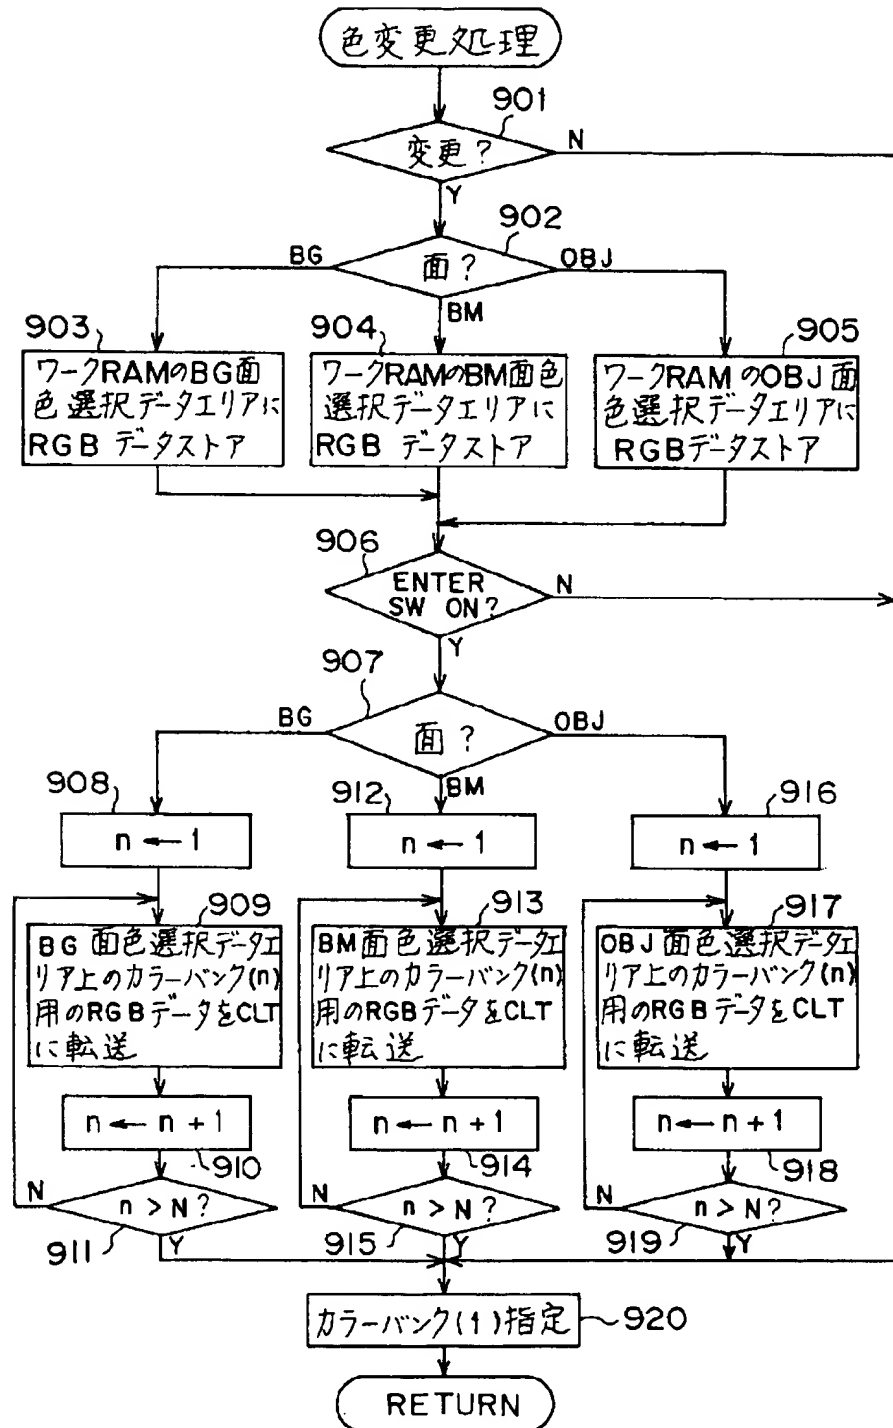 色変更処理
901
変更?
N
Y
902
面?
BG
OBJ
BM
903
ワークRAMのBG面
色選択データエリアに
RGB データストア
904
ワークRAMのBM面色
選択データエリアに
RGB データストア
905
ワークRAMのOBJ面
色選択データエリアに
RGBデータストア
906
ENTER
SW ON?
N
Y
907
面?
BG
OBJ
BM
908
n ← 1
912
n ← 1
916
n ← 1
909
BG 面色選択データエ
リア上のカラーバンク(n)
用のRGBデータをCLT
に転送
913
BM面色選択データエ
リア上のカラーバンク(n)
用のRGBデータをCLT
に転送
917
OBJ面色選択データエ
リア上のカラーバンク(n)
用のRGBデータをCLT
に転送
n ← n + 1
910
n ← n + 1
914
n ← n + 1
918
N
n > N?
911
Y
N
n > N?
915
Y
N
n > N?
919
Y
カラーバンク(1)指定
920
RETURN